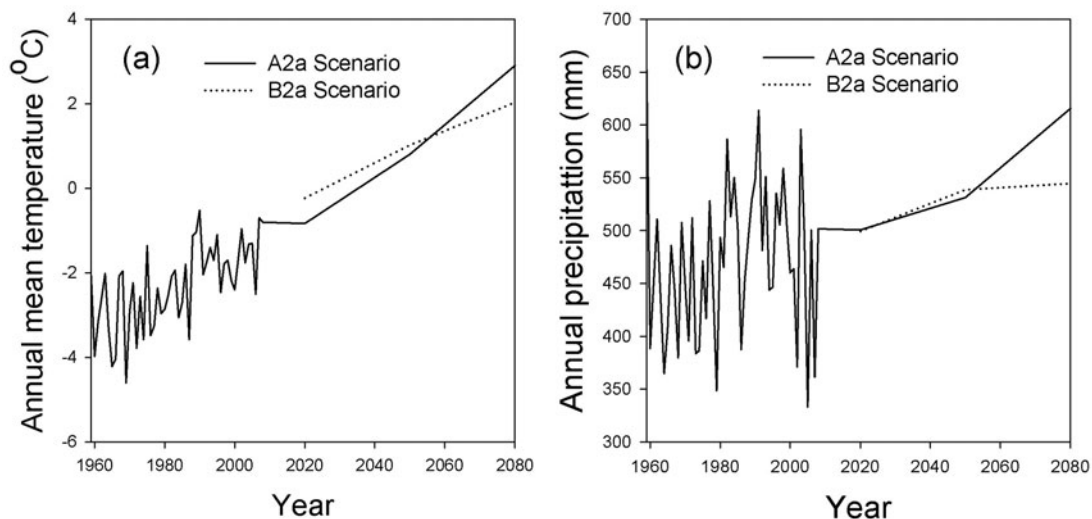 (a)
A2a Scenario
B2a Scenario
Annual mean temperature (⁰C)
4
2
0
-2
-4
-6
1960 1980 2000 2020 2040 2060 2080
Year
(b)
A2a Scenario
B2a Scenario
Annual precipitattion (mm)
700
650
600
550
500
450
400
350
300
1960 1980 2000 2020 2040 2060 2080
Year